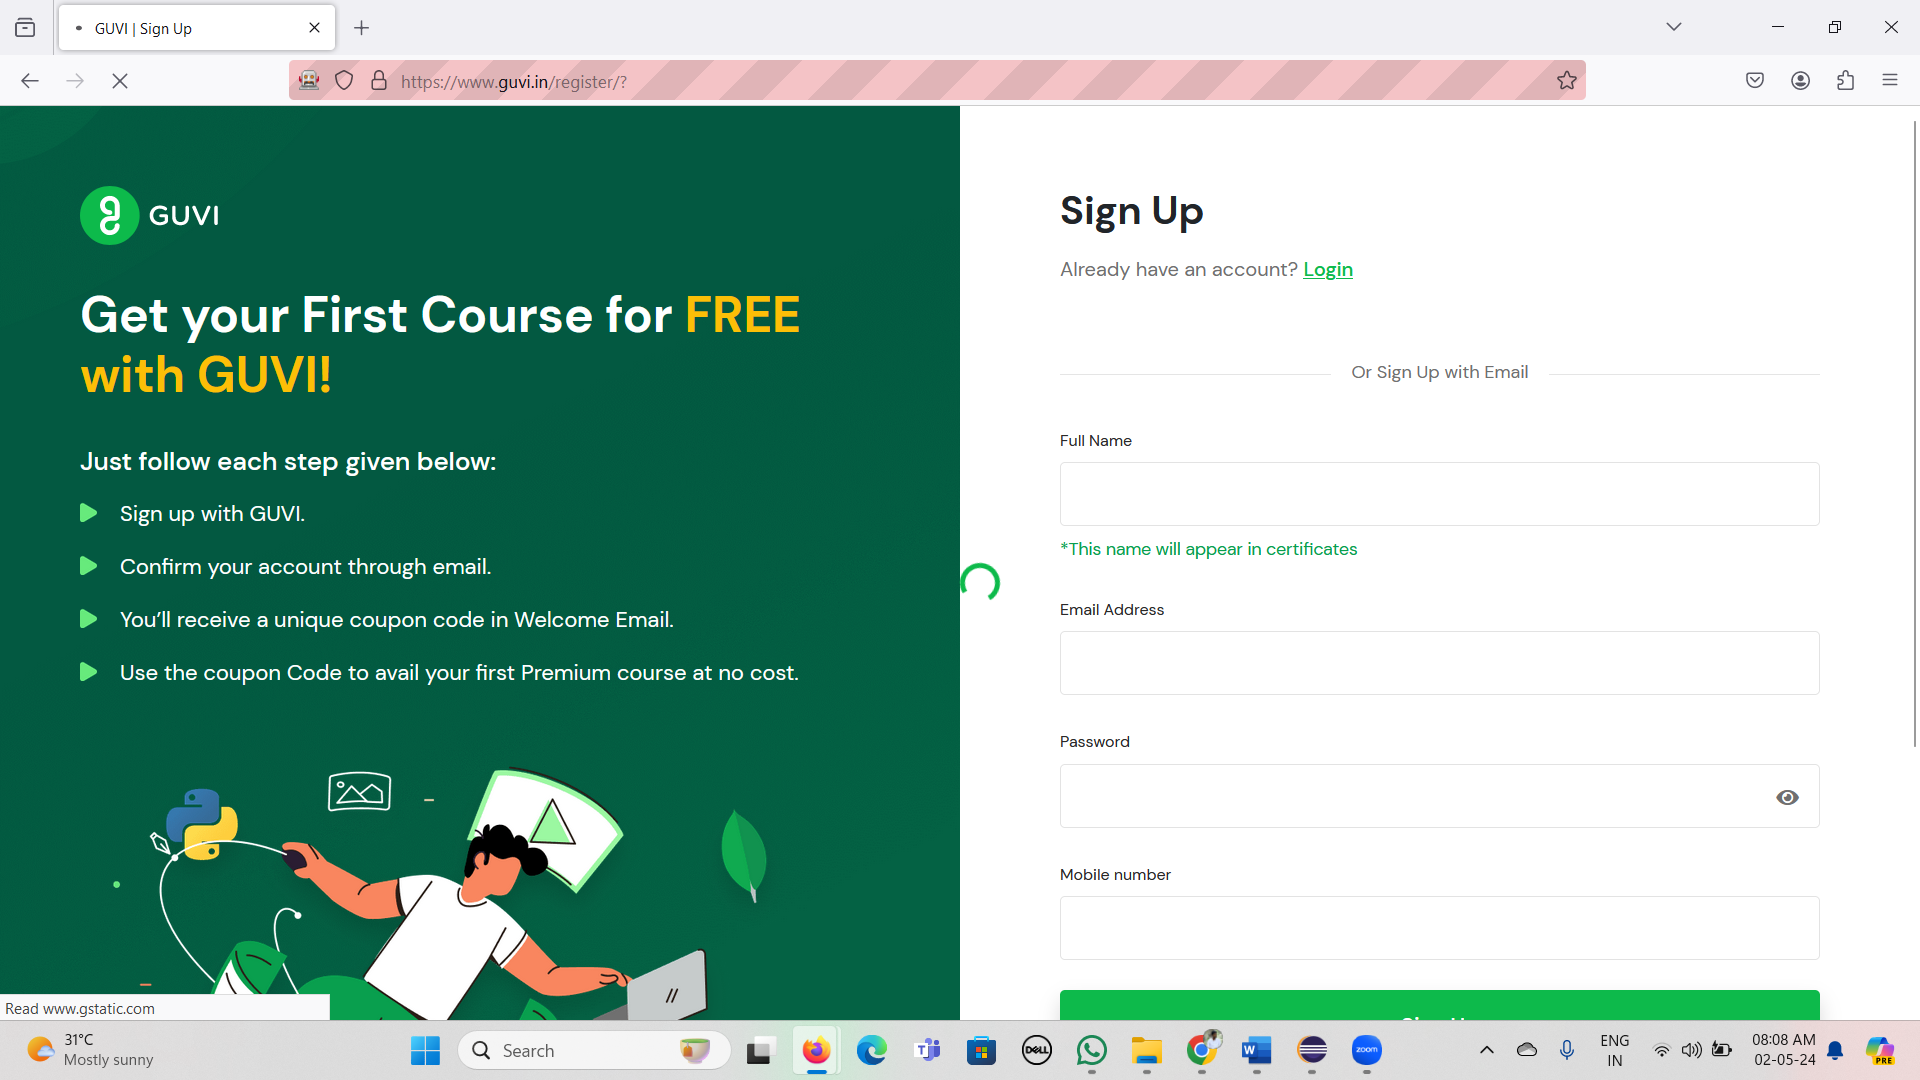 GUVI | Sign Up
https://www.guvi.in/register/?
GUVI
Get your First Course for FREE
with GUVI!
Just follow each step given below:
Sign up with GUVI.
Confirm your account through email.
You’ll receive a unique coupon code in Welcome Email.
Use the coupon Code to avail your first Premium course at no cost.
//
Read www.gstatic.com
Sign Up
Already have an account? Login
Or Sign Up with Email
Full Name
*This name will appear in certificates
Email Address
Password
Mobile number
Sign Up
31°C
Mostly sunny
Search
DELL
zoom
ENG
IN
08:08 AM
02-05-24
PRE